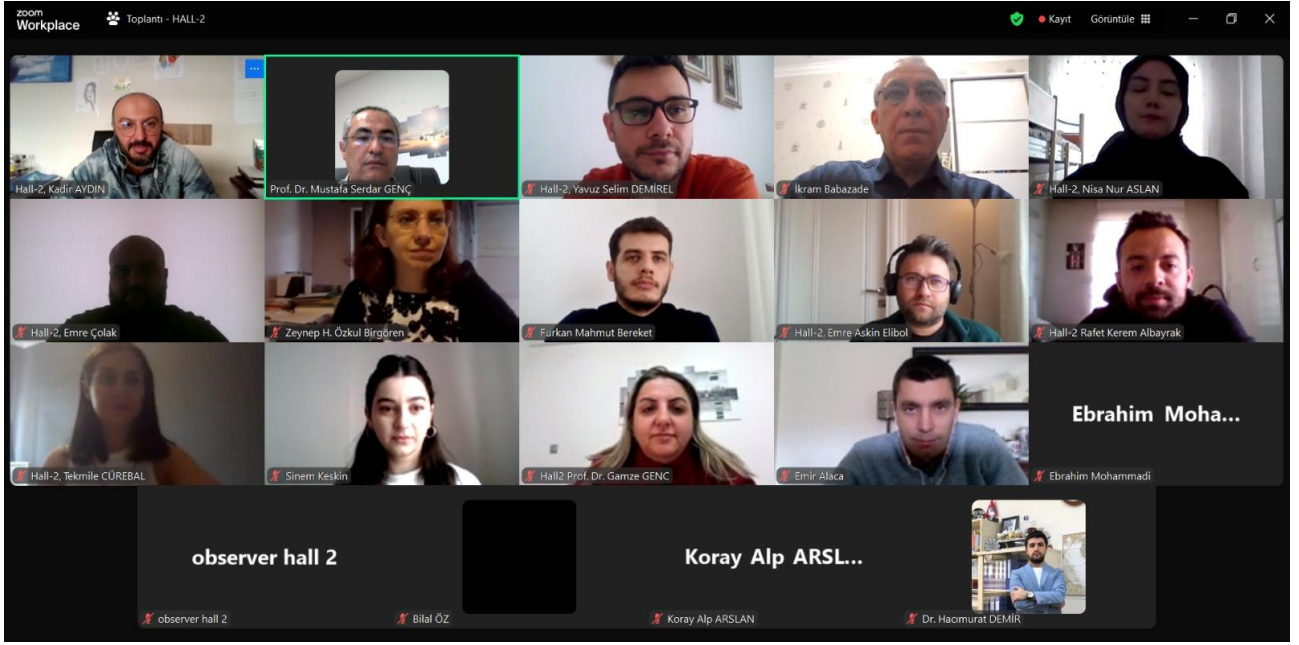 zoom
Workplace
Toplantı - HALL-2
Kayıt
Görüntüle
Hall-2, Kadir AYDIN
Prof. Dr. Mustafa Serdar GENÇ
Hall-2, Yavuz Selim DEMİREL
İkram Babazade
Hall-2, Nisa Nur ASLAN
Hall-2, Emre Çolak
Zeynep H. Özkul Birgören
Furkan Mahmut Bereket
Hall-2. Emre Aşkin Elibol
Hall-2 Rafet Kerem Albayrak
Hall-2, Tekmile CÜREBAL
Sinem Keskin
Hall2 Prof. Dr. Gamze GENC
Emir Alaca
Ebrahim Moha...
Ebrahim Mohammadi
observer hall 2
observer hall 2
Bilal ÖZ
Koray Alp ARSL...
Koray Alp ARSLAN
Dr. Hacımurat DEMİR